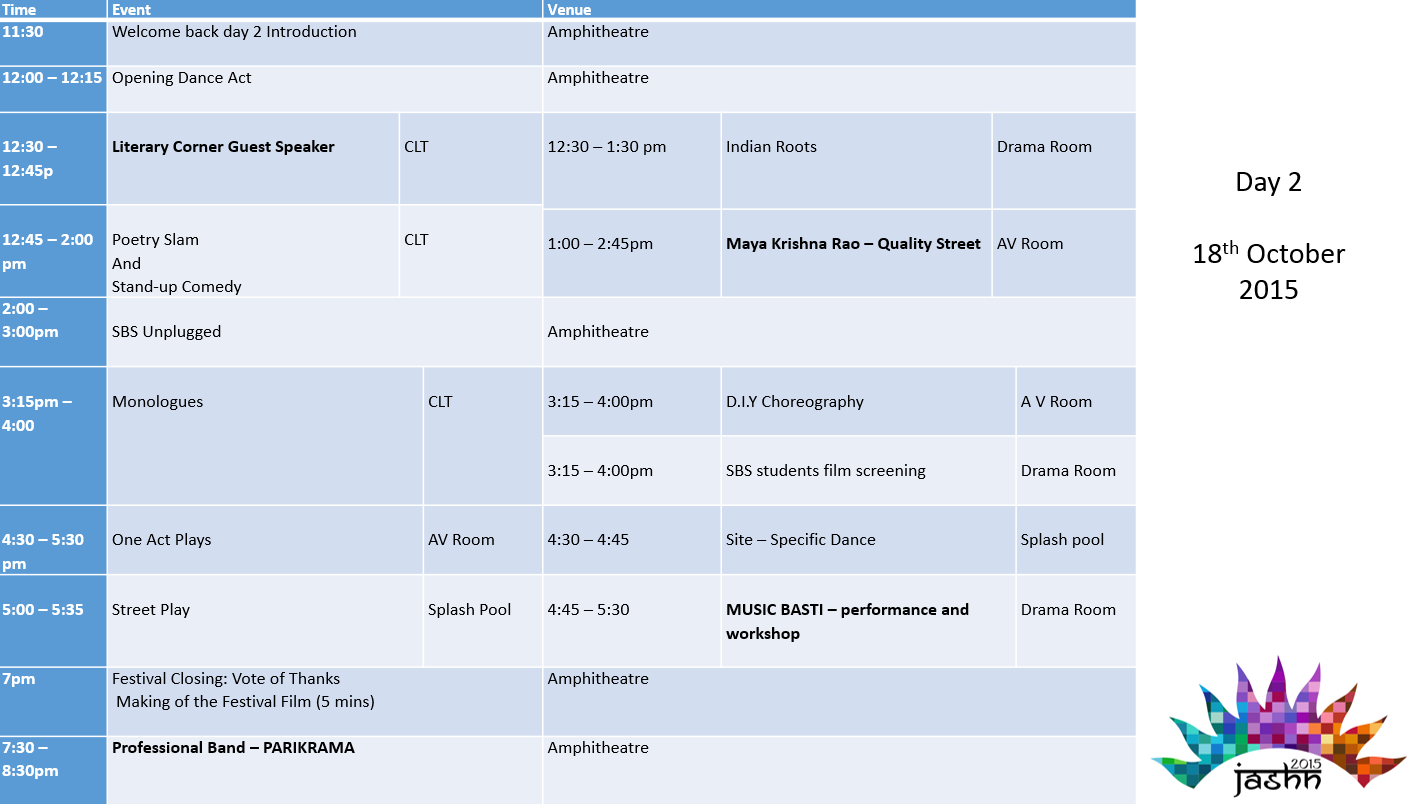 Time Event Venue
11:30 Welcome back day 2 Introduction Amphitheatre
12:00 – 12:15 Opening Dance Act Amphitheatre
12:30 – Literary Corner Guest Speaker CLT 12:30 – 1:30 pm Indian Roots Drama Room
12:45p
12:45 – 2:00 Poetry Slam CLT 1:00 – 2:45pm Maya Krishna Rao – Quality Street AV Room
pm And
Stand-up Comedy
2:00 –
3:00pm SBS Unplugged Amphitheatre
3:15pm – Monologues CLT 3:15 – 4:00pm D.I.Y Choreography A V Room
4:00
3:15 – 4:00pm SBS students film screening Drama Room
4:30 – 5:30 One Act Plays AV Room 4:30 – 4:45 Site – Specific Dance Splash pool
pm
5:00 – 5:35 Street Play Splash Pool 4:45 – 5:30 MUSIC BASTI – performance and Drama Room
workshop
7pm Festival Closing: Vote of Thanks Amphitheatre
Making of the Festival Film (5 mins)
7:30 – Professional Band – PARIKRAMA Amphitheatre
8:30pm
Day 2
18th October
2015
2015
jashn